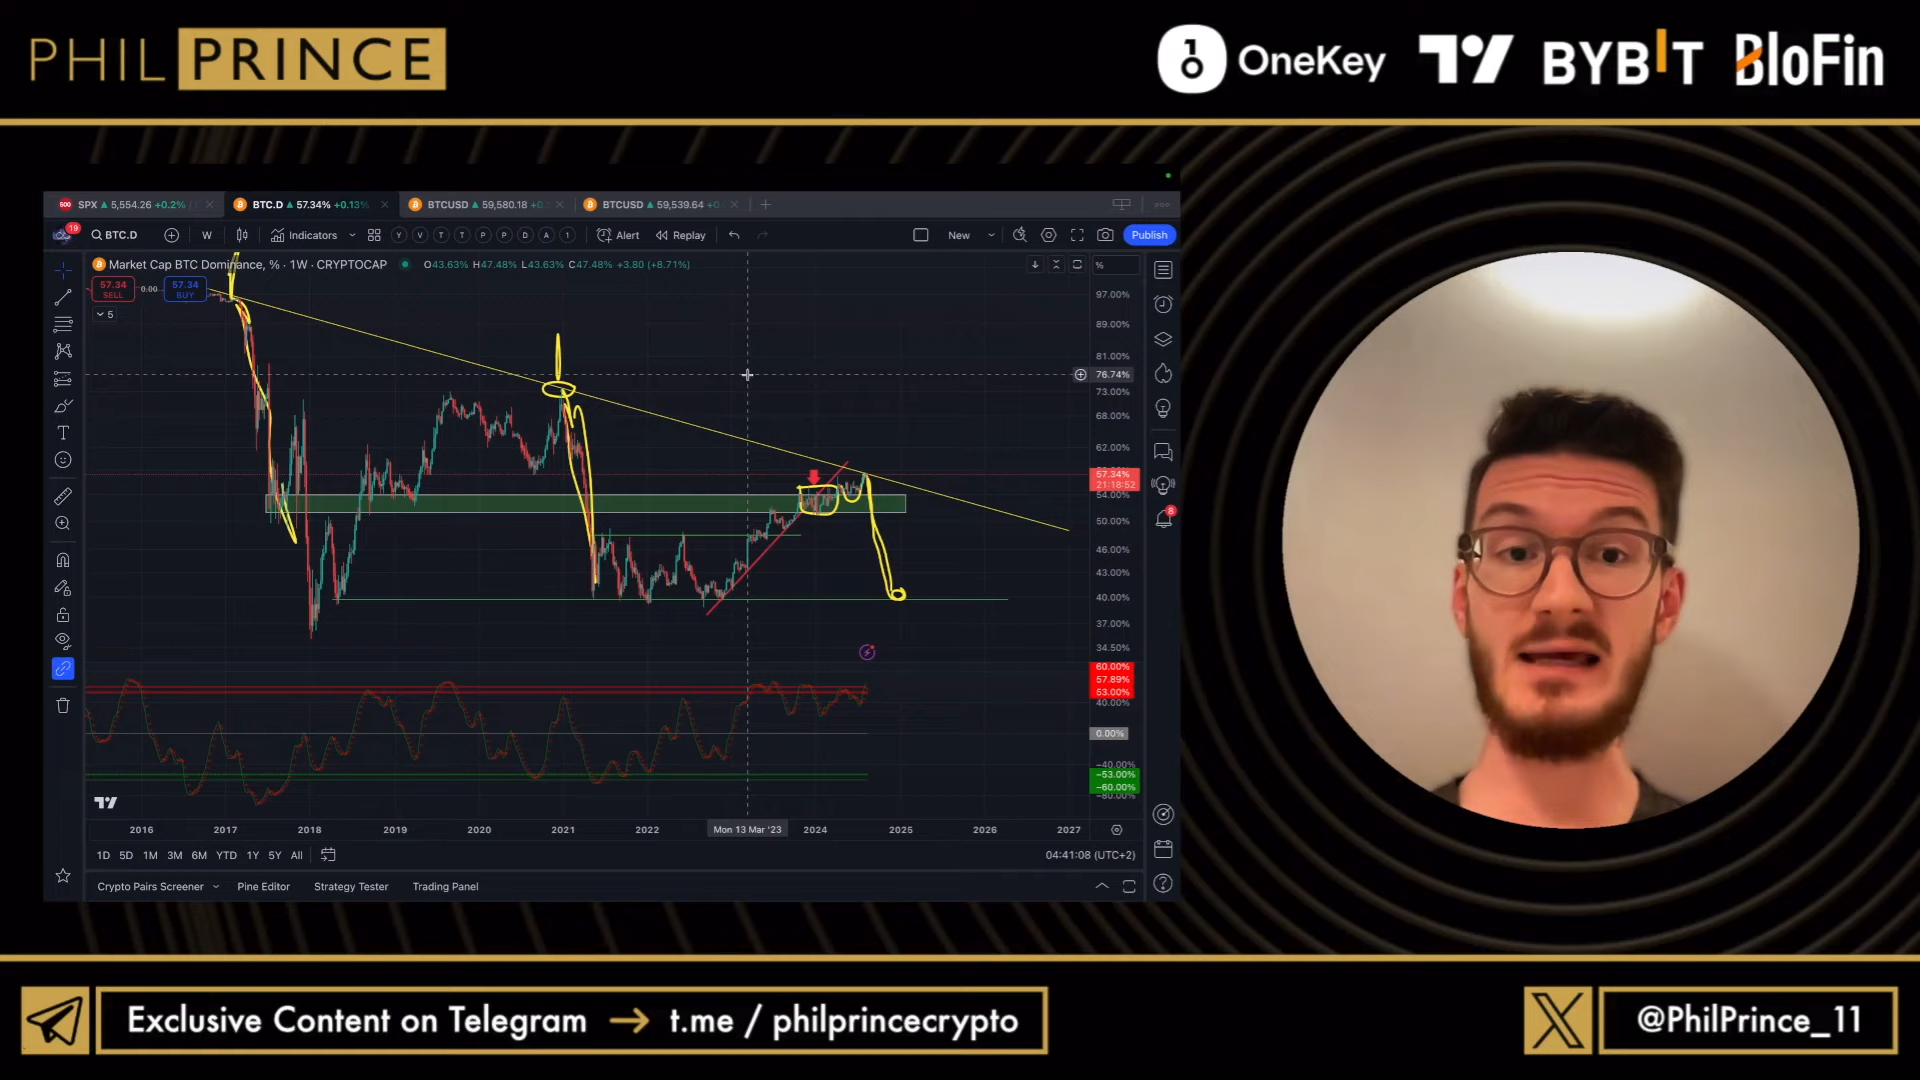 PHIL PRINCE
OneKey BYBIT BloFin
SPX 5,554.26 +0.2% BTC.D 57.34% +0.13% BTCUSD 59,580.18 BTCUSD 59,539.64
19 BTC.D W Indicators Y V T T P P D A 1 Alert Replay New Publish
Market Cap BTC Dominance, % · 1W · CRYPTOCAP O43.63% H47.48% L43.63% C47.48% +3.80 (+8.71%) %
57.34 SELL 0.00 57.34 BUY
5
97.00%
89.00%
81.00%
76.74%
73.00%
68.00%
62.00%
57.34%
21:18:52
54.00%
50.00%
46.00%
43.00%
40.00%
37.00%
34.50%
60.00%
57.89%
53.00%
40.00%
0.00%
−40.00%
−53.00%
−60.00%
−80.00%
8
2016 2017 2018 2019 2020 2021 2022 Mon 13 Mar '23 2024 2025 2026 2027
1D 5D 1M 3M 6M YTD 1Y 5Y All 04:41:08 (UTC+2)
Crypto Pairs Screener Pine Editor Strategy Tester Trading Panel
Exclusive Content on Telegram → t.me / philprincecrypto
@PhilPrince_11